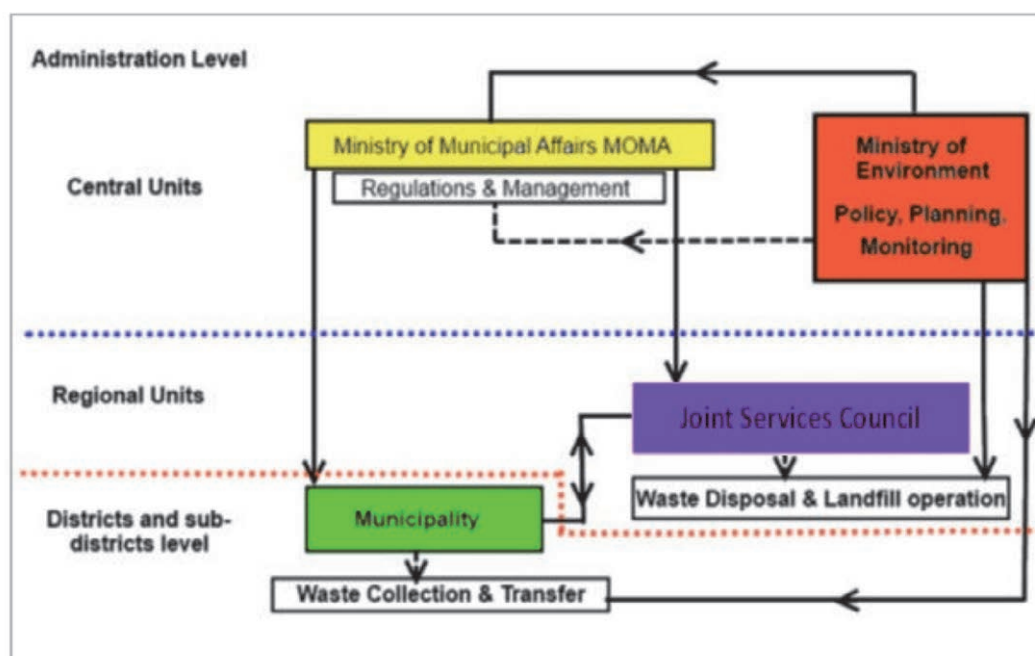 Administration Level
Ministry of Municipal Affairs MOMA
Ministry of
Environment
Central Units
Regulations & Management
Policy, Planning,
Monitoring
Regional Units
Joint Services Council
Waste Disposal & Landfill operation
Districts and sub-
districts level
Municipality
Waste Collection & Transfer